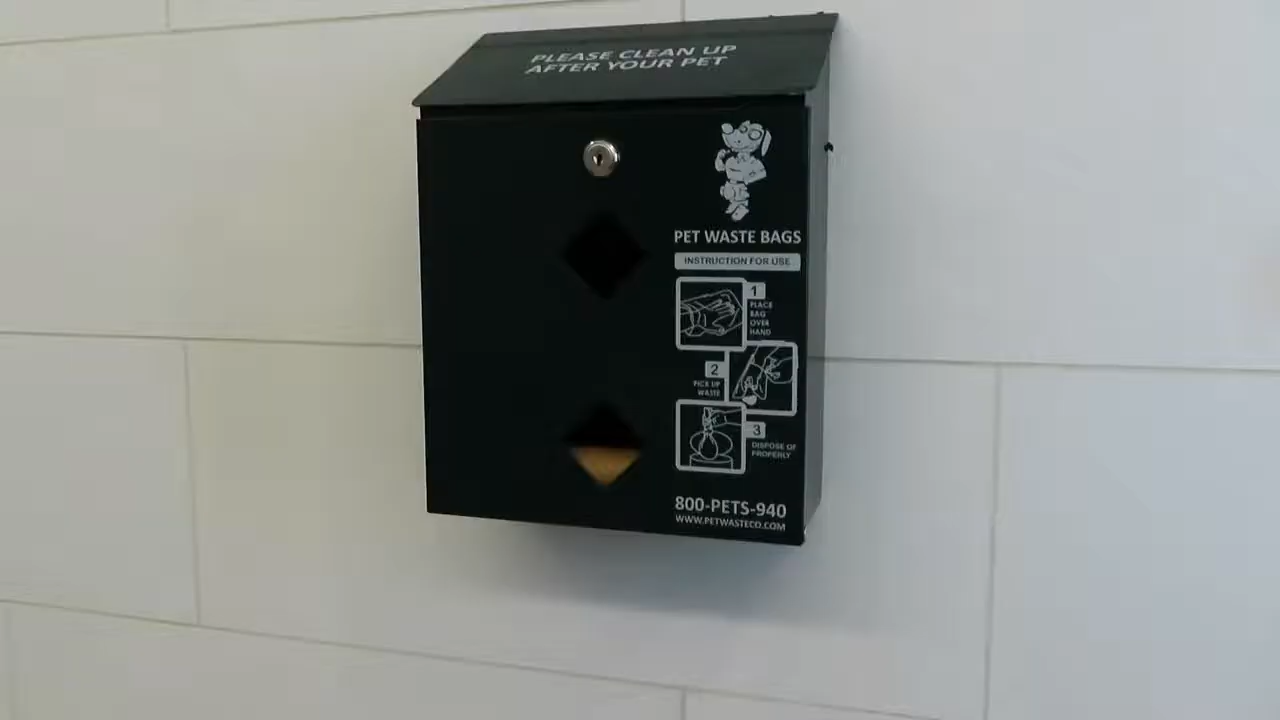 PLEASE CLEAN UP
AFTER YOUR PET
PET WASTE BAGS
INSTRUCTION FOR USE
1
PLACE
BAG
OVER
HAND
2
PICK UP
WASTE
3
DISPOSE OF
PROPERLY
800-PETS-940
WWW.PETWASTECO.COM